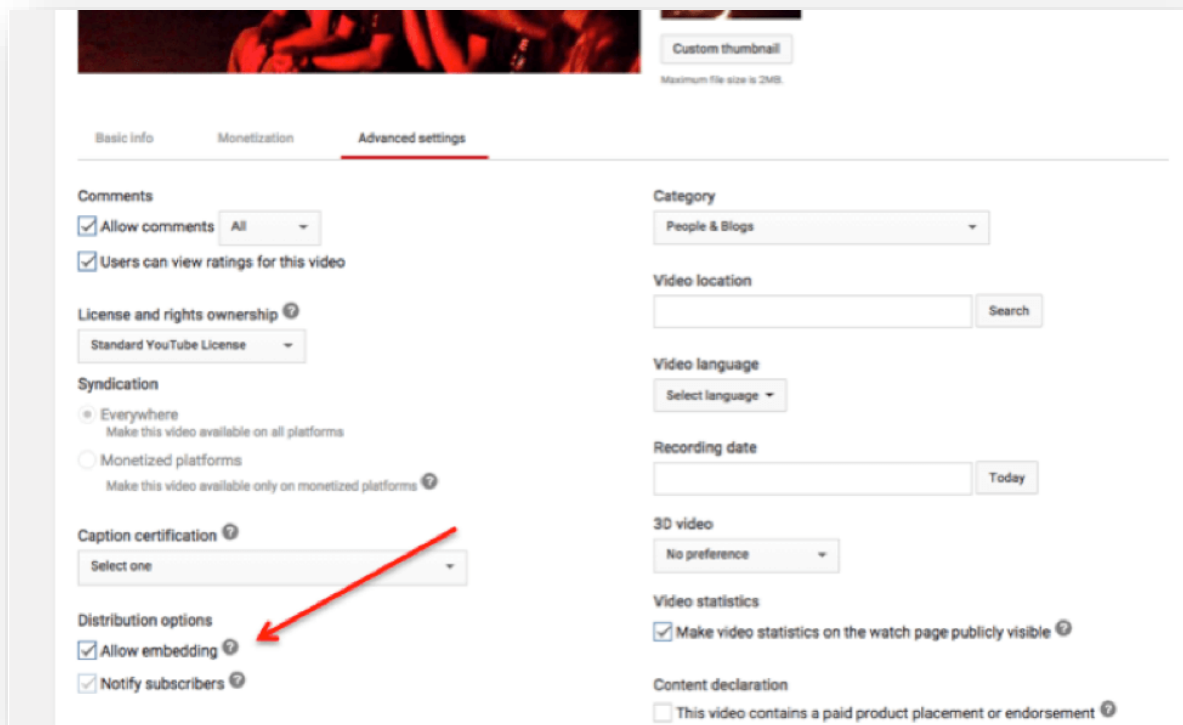 Custom thumbnail
Maximum file size is 2MB.
Basic info
Monetization
Advanced settings
Comments
Allow comments
All
Users can view ratings for this video
License and rights ownership
Standard YouTube License
Syndication
Everywhere
Make this video available on all platforms
Monetized platforms
Make this video available only on monetized platforms
Caption certification
Select one
Distribution options
Allow embedding
Notify subscribers
Category
People & Blogs
Video location
Search
Video language
Select language
Recording date
Today
3D video
No preference
Video statistics
Make video statistics on the watch page publicly visible
Content declaration
This video contains a paid product placement or endorsement